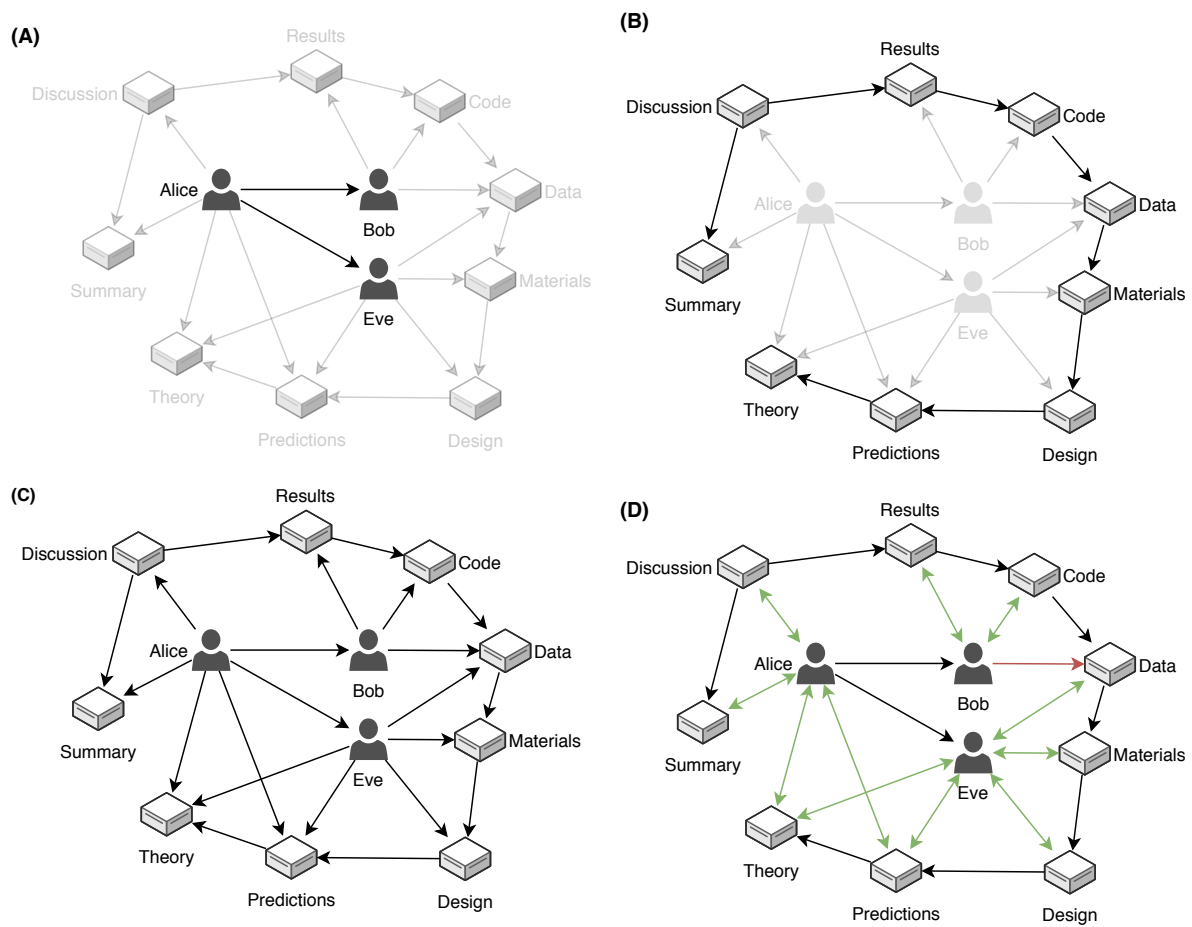 (A)
Results
Discussion
Code
Alice
Data
Bob
Summary
Materials
Eve
Theory
Predictions
Design
(B)
Results
Discussion
Code
Alice
Data
Bob
Summary
Materials
Eve
Theory
Predictions
Design
(C)
Results
Discussion
Code
Alice
Data
Bob
Summary
Materials
Eve
Theory
Predictions
Design
(D)
Results
Discussion
Code
Alice
Data
Bob
Summary
Materials
Eve
Theory
Predictions
Design